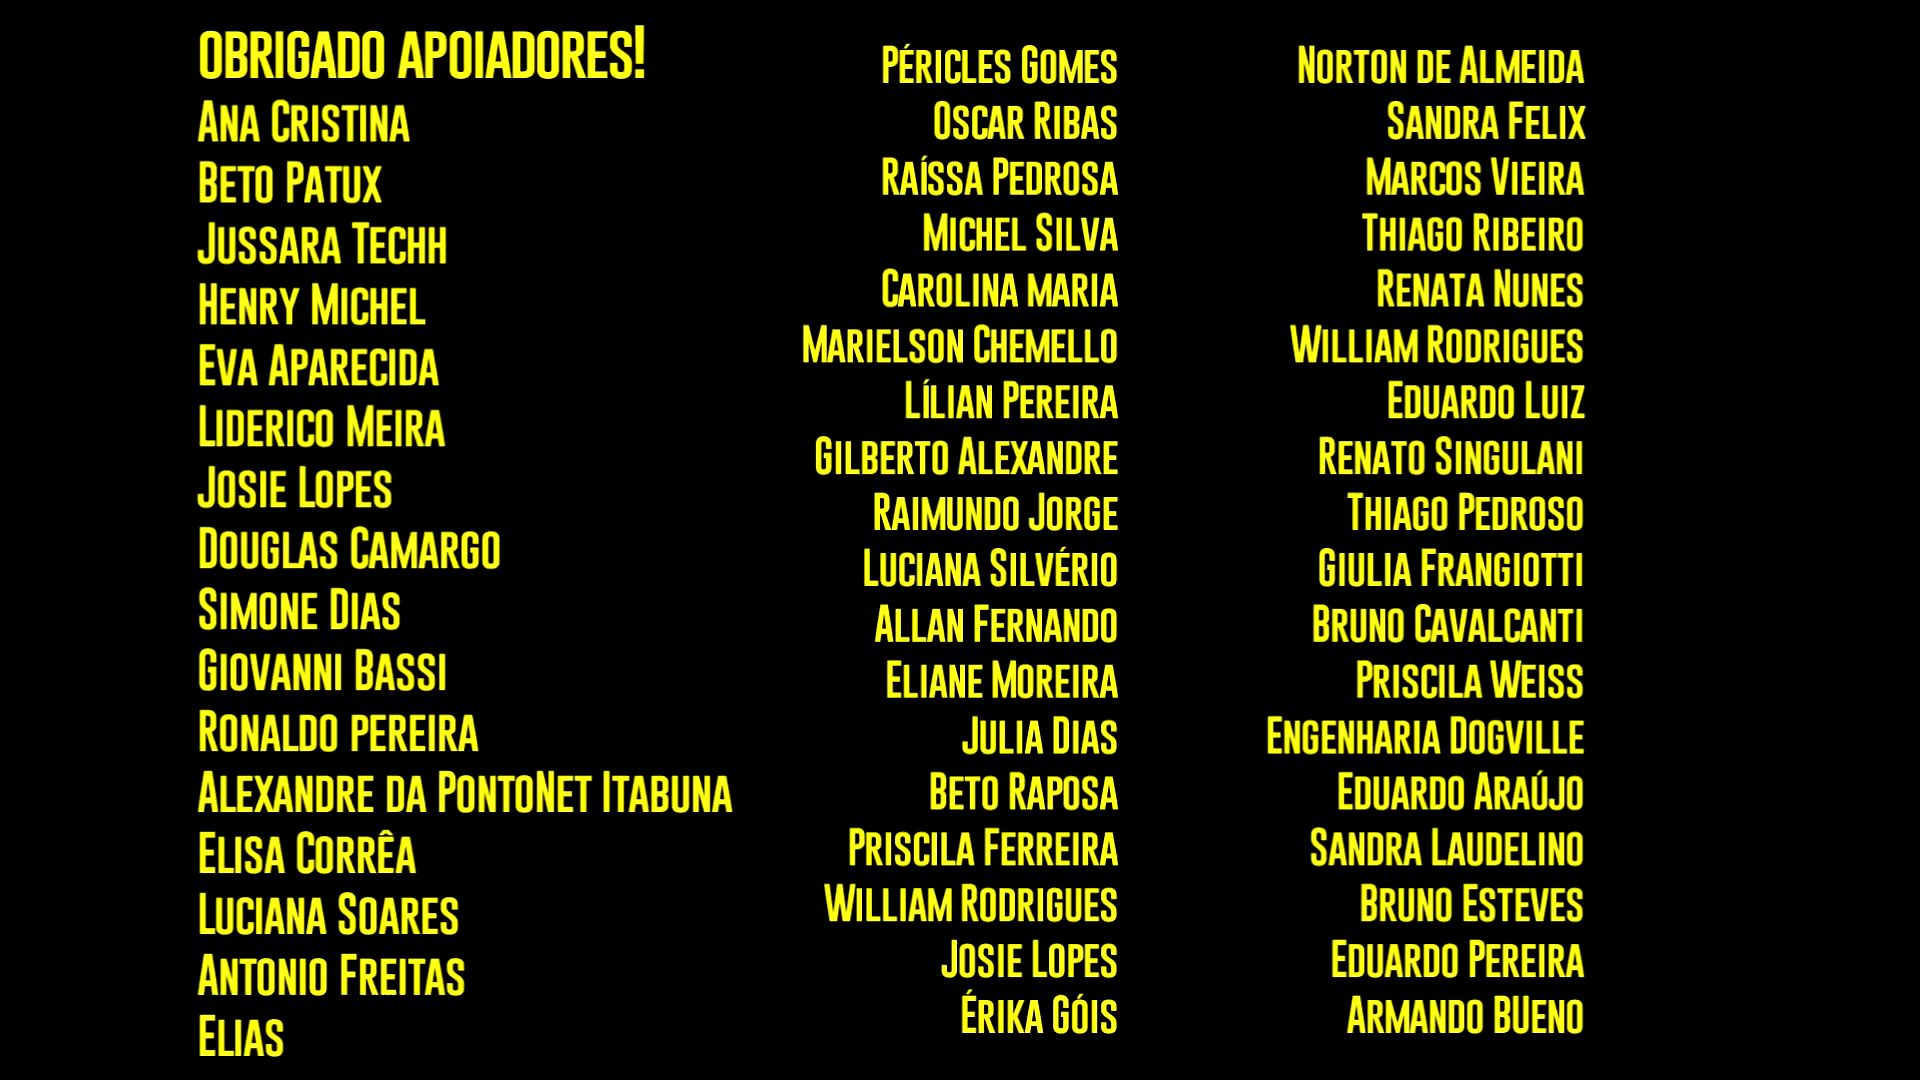 OBRIGADO APOIADORES!
Ana Cristina
Beto Patux
Jussara Techh
Henry Michel
Eva Aparecida
Liderico Meira
Josie Lopes
Douglas Camargo
Simone Dias
Giovanni Bassi
Ronaldo pereira
Alexandre da PontoNet Itabuna
Elisa Corrêa
Luciana Soares
Antonio Freitas
Elias
Péricles Gomes
Oscar Ribas
Raíssa Pedrosa
Michel Silva
Carolina maria
Marielson Chemello
Lílian Pereira
Gilberto Alexandre
Raimundo Jorge
Luciana Silvério
Allan Fernando
Eliane Moreira
Julia Dias
Beto Raposa
Priscila Ferreira
William Rodrigues
Josie Lopes
Érika Góis
Norton de Almeida
Sandra Felix
Marcos Vieira
Thiago Ribeiro
Renata Nunes
William Rodrigues
Eduardo Luiz
Renato Singulani
Thiago Pedroso
Giulia Frangiotti
Bruno Cavalcanti
Priscila Weiss
Engenharia Dogville
Eduardo Araújo
Sandra Laudelino
Bruno Esteves
Eduardo Pereira
Armando bUeno